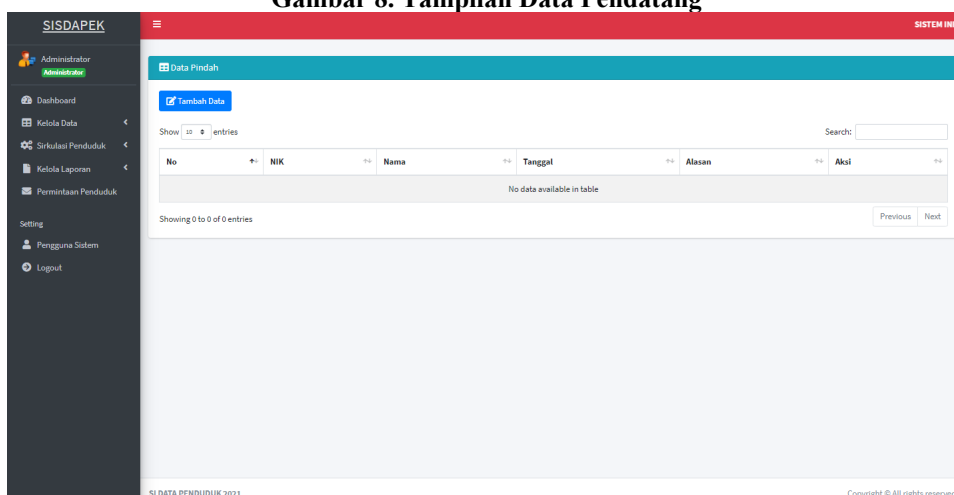 Gambar 8. Tampilan Data Pendatang
SISDAPEK
SISTEM IN
Administrator
Administrator
Data Pindah
Dashboard
Tambah Data
Kelola Data
Show 10 entries
Search:
Sirkulasi Penduduk
No NIK Nama Tanggal Alasan Aksi
Kelola Laporan
Permintaan Penduduk
No data available in table
Showing 0 to 0 of 0 entries
Previous Next
Setting
Pengguna Sistem
Logout
SI DATA PENDUDUK 2021
Copyright © All rights reserved